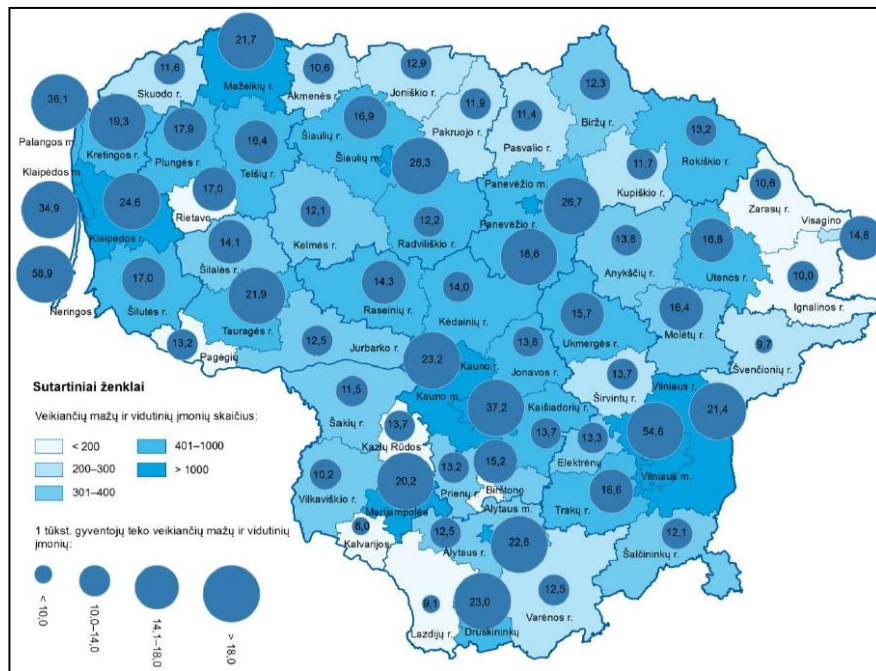 21,7
Mažeikių r.
11,6
Skuodo r.
10,6
Akmenės r.
12,9
Joniškio r.
11,9
Pakruojo r.
11,4
Pasvalio r.
12,3
Biržų r.
13,2
Rokiškio r.
36,1
Palangos m.
19,3
Kretingos r.
17,9
Plungės r.
16,4
Telšių r.
16,9
Šiaulių r.
28,3
Šiaulių m.
11,7
Kupiškio r.
10,6
Zarasų r.
Klaipėdos m.
34,9
24,6
Klaipėdos r.
17,0
Rietavo
12,1
Kelmės r.
12,2
Radviliškio r.
Panevėžio m.
26,7
Panevėžio r.
18,6
13,8
Anykščių r.
16,8
Utenos r.
Visagino
14,8
10,0
Ignalinos r.
58,9
Neringos
14,1
Šilalės r.
17,0
Šilutės r.
21,9
Tauragės r.
14,3
Raseinių r.
14,0
Kėdainių r.
15,7
Ukmergės r.
16,4
Molėtų r.
9,7
Švenčionių r.
13,2
Pagėgių
12,5
Jurbarko r.
23,2
Kauno r.
Kauno m.
37,2
13,6
Jonavos r.
13,7
Širvintų r.
Vilniaus r.
21,4
54,6
Vilniaus m.
11,5
Šakių r.
13,7
Kazlų Rūdos
Kaišiadorių r.
13,7
13,3
Elektrėnų
10,2
Vilkaviškio r.
20,2
Marijampolės
13,2
Prienų r.
15,2
Birštono
16,6
Trakų r.
8,0
Kalvarijos
12,5
Alytaus r.
Alytaus m.
22,6
12,1
Šalčininkų r.
9,1
Lazdijų r.
23,0
Druskininkų
12,5
Varėnos r.
Sutartiniai ženklai
Veikiančių mažų ir vidutinių įmonių skaičius:
< 200
401–1000
200–300
> 1000
301–400
1 tūkst. gyventojų teko veikiančių mažų ir vidutinių
įmonių:
< 10,0
10,0–14,0
14,1–18,0
> 18,0